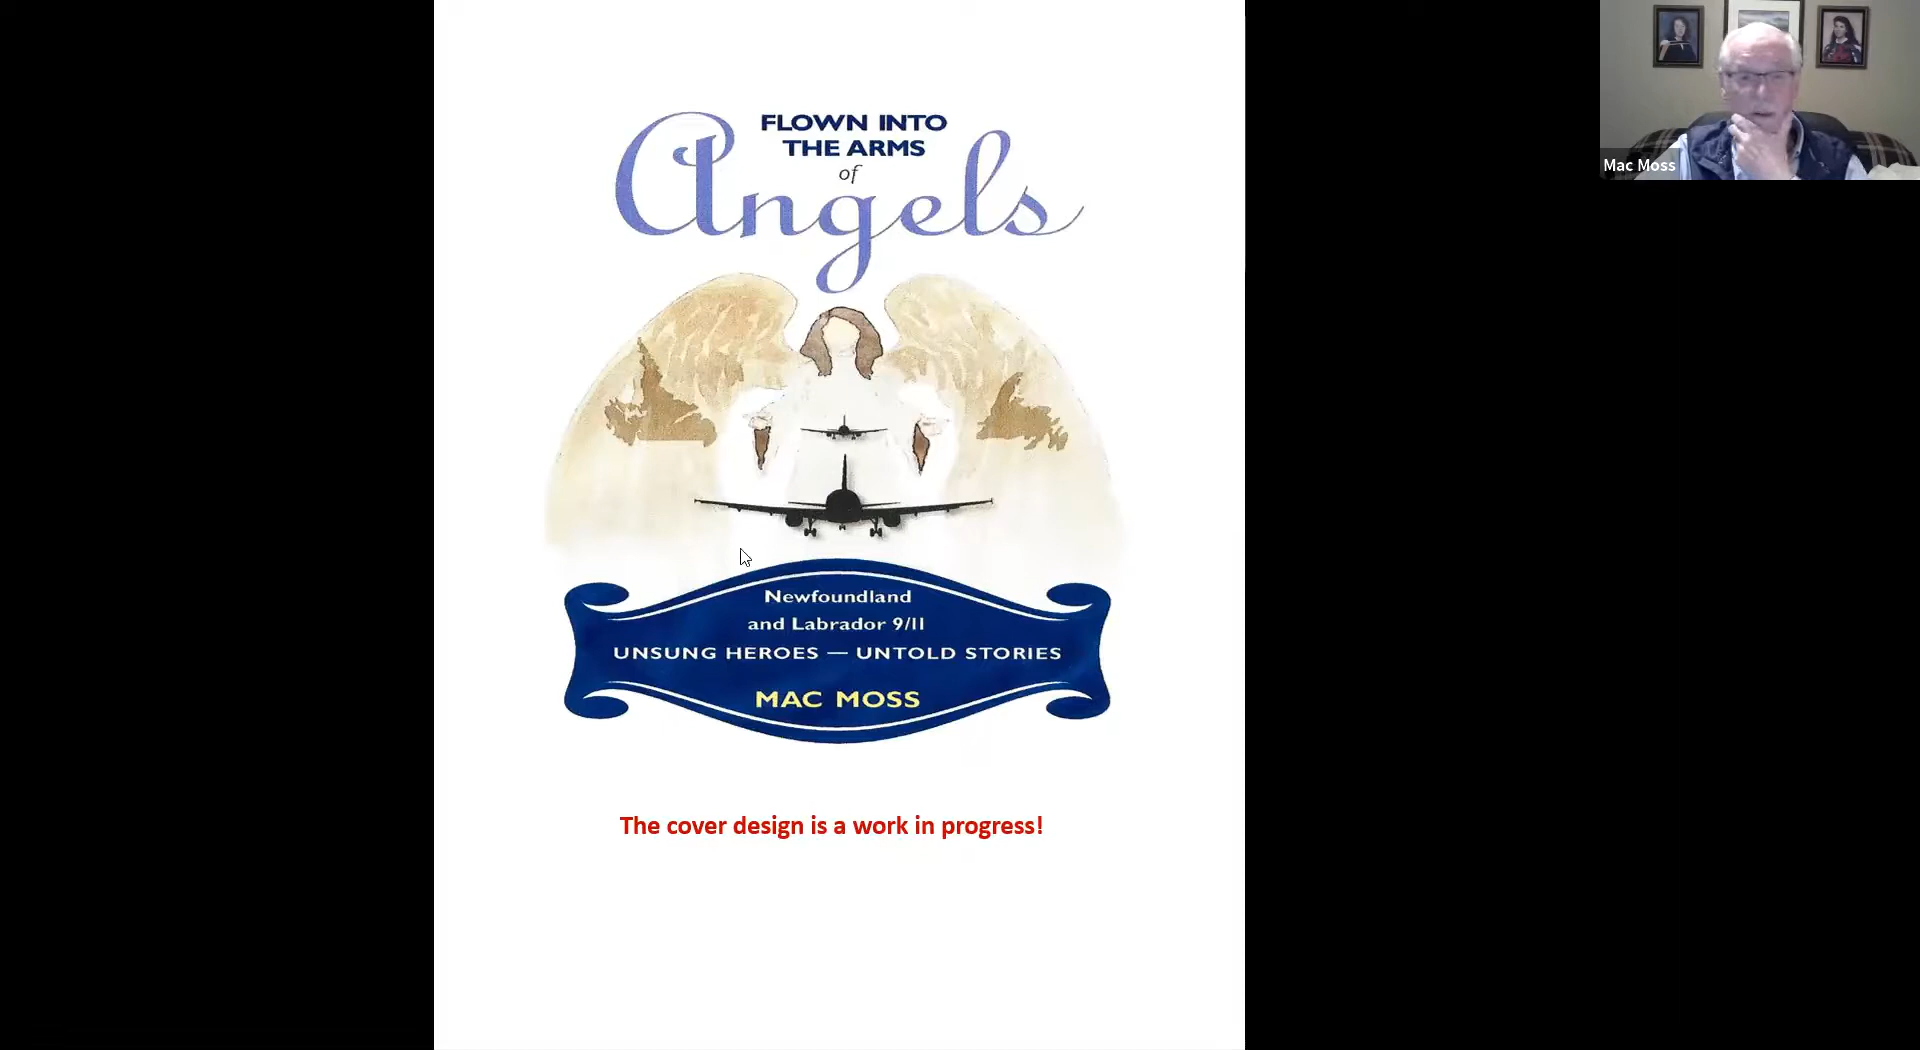 FLOWN INTO
THE ARMS
of
Angels
Newfoundland
and Labrador 9/11
UNSUNG HEROES — UNTOLD STORIES
MAC MOSS
The cover design is a work in progress!
Mac Moss